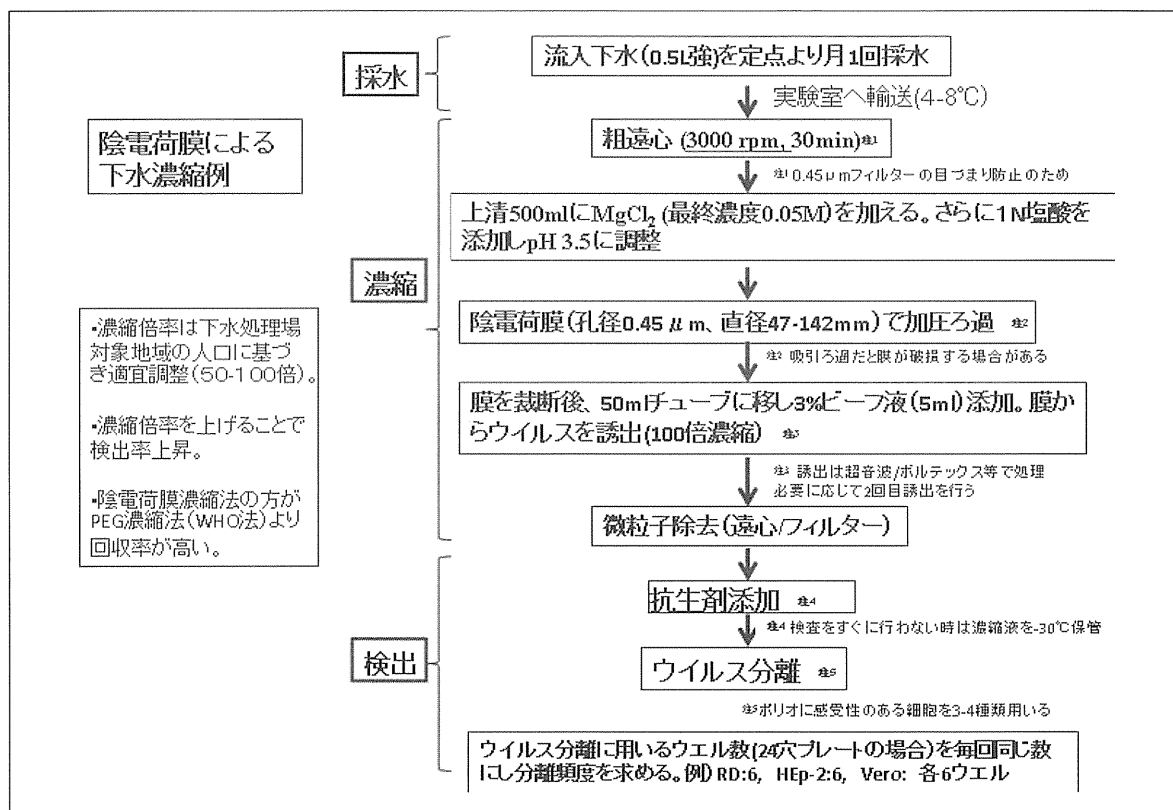 採水
流入下水(0.5L強)を定点より月1回採水
実験室へ輸送(4-8℃)
陰電荷膜による
下水濃縮例
濃縮
粗遠心 (3000 rpm, 30min)注1
注1 0.45μmフィルターの目づまり防止のため
上清500mlにMgCl₂ (最終濃度0.05M)を加える。さらに1N塩酸を
添加しpH 3.5に調整
陰電荷膜(孔径0.45 μm、直径47-142mm)で加圧ろ過 注2
注2 吸引ろ過だと膜が破損する場合がある
膜を裁断後、50mlチューブに移し3%ビーフ液(5ml)添加。膜か
らウイルスを誘出(100倍濃縮) 注3
注3 誘出は超音波/ボルテックス等で処理
必要に応じて2回目誘出を行う
微粒子除去(遠心/フィルター)
・濃縮倍率は下水処理場
対象地域の人口に基づ
き適宜調整(50-100倍)。
・濃縮倍率を上げることで
検出率上昇。
・陰電荷膜濃縮法の方が
PEG濃縮法(WHO法)より
回収率が高い。
検出
抗生剤添加 注4
注4 検査をすぐに行わない時は濃縮液を-30℃保管
ウイルス分離 注5
注5ポリオに感受性のある細胞を3-4種類用いる
ウイルス分離に用いるウエル数(24穴プレートの場合)を毎回同じ数
にし分離頻度を求める。例) RD:6, HEp-2:6, Vero: 各6ウエル